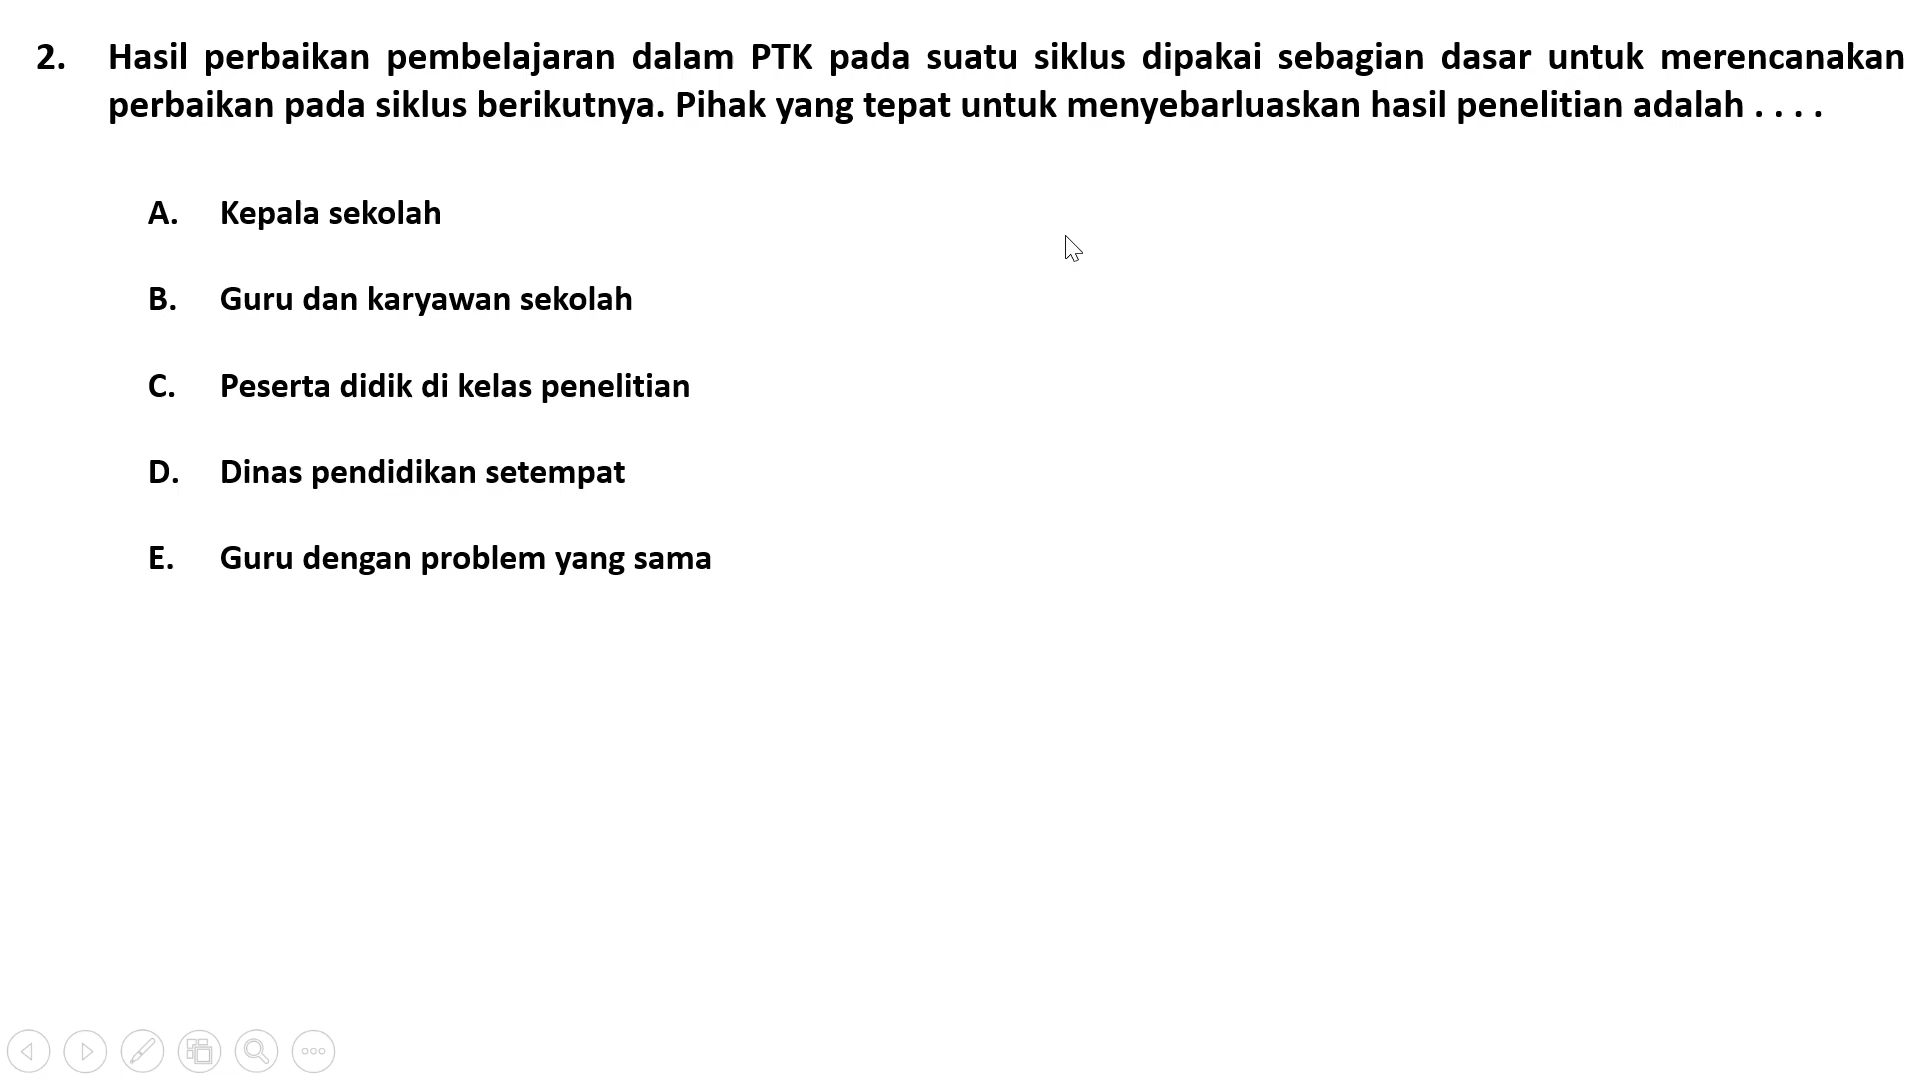 2. Hasil perbaikan pembelajaran dalam PTK pada suatu siklus dipakai sebagian dasar untuk merencanakan
perbaikan pada siklus berikutnya. Pihak yang tepat untuk menyebarluaskan hasil penelitian adalah . . . .
A. Kepala sekolah
B. Guru dan karyawan sekolah
C. Peserta didik di kelas penelitian
D. Dinas pendidikan setempat
E. Guru dengan problem yang sama